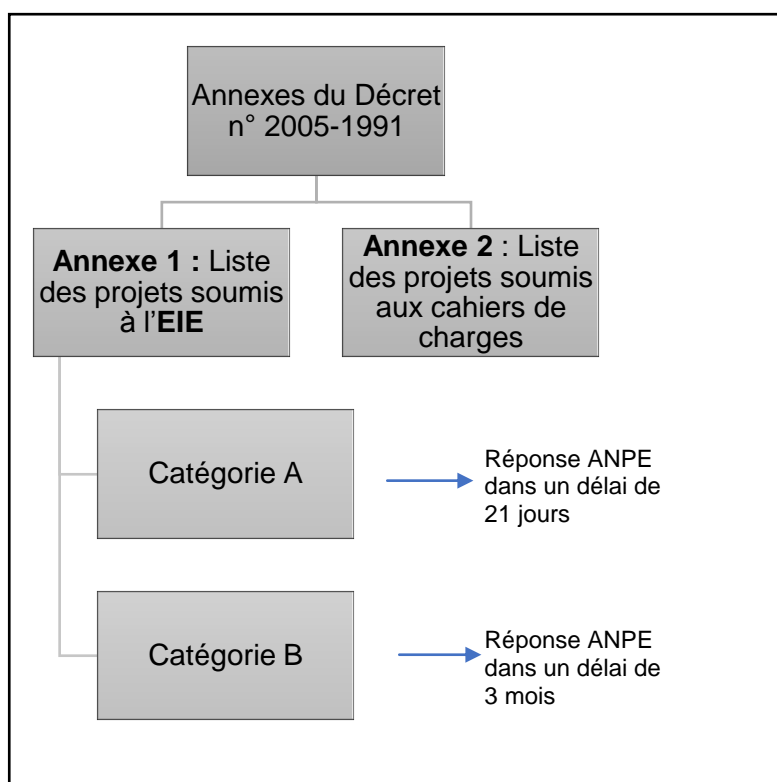 Annexes du Décret
n° 2005-1991
Annexe 1 : Liste
des projets soumis
à l'EIE
Annexe 2 : Liste
des projets soumis
aux cahiers de
charges
Catégorie A
Réponse ANPE
dans un délai de
21 jours
Catégorie B
Réponse ANPE
dans un délai de
3 mois